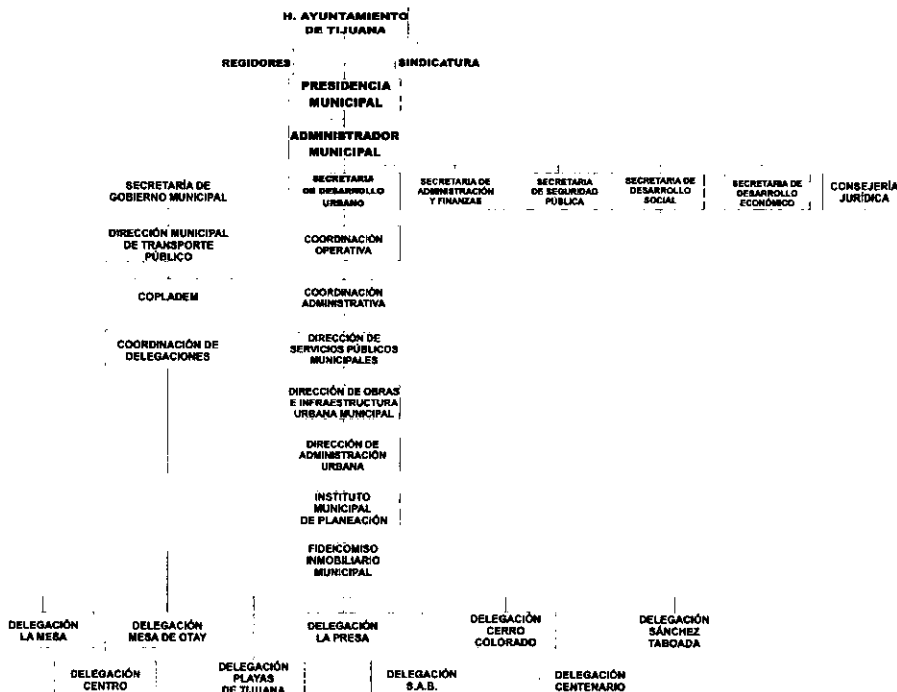 H. AYUNTAMIENTO
DE TIJUANA
REGIDORES
SINDICATURA
PRESIDENCIA
MUNICIPAL
ADMINISTRADOR
MUNICIPAL
SECRETARÍA DE
GOBIERNO MUNICIPAL
SECRETARIA
DE DESARROLLO
URBANO
SECRETARIA DE
ADMINISTRACIÓN
Y FINANZAS
SECRETARIA
DE SEGURIDAD
PÚBLICA
SECRETARIA DE
DESARROLLO
SOCIAL
SECRETARIA DE
DESARROLLO
ECONÓMICO
CONSEJERÍA
JURÍDICA
DIRECCIÓN MUNICIPAL
DE TRANSPORTE
PÚBLICO
COORDINACIÓN
OPERATIVA
COPLADEM
COORDINACIÓN
ADMINISTRATIVA
COORDINACIÓN DE
DELEGACIONES
DIRECCIÓN DE
SERVICIOS PÚBLICOS
MUNICIPALES
DIRECCIÓN DE OBRAS
E INFRAESTRUCTURA
URBANA MUNICIPAL
DIRECCIÓN DE
ADMINISTRACIÓN
URBANA
INSTITUTO
MUNICIPAL
DE PLANEACIÓN
FIDEICOMISO
INMOBILIARIO
MUNICIPAL
DELEGACIÓN
LA MESA
DELEGACIÓN
MESA DE OTAY
DELEGACIÓN
LA PRESA
DELEGACIÓN
CERRO
COLORADO
DELEGACIÓN
SÁNCHEZ
TABOADA
DELEGACIÓN
CENTRO
DELEGACIÓN
PLAYAS
DE TIJUANA
DELEGACIÓN
S.A.B.
DELEGACIÓN
CENTENARIO